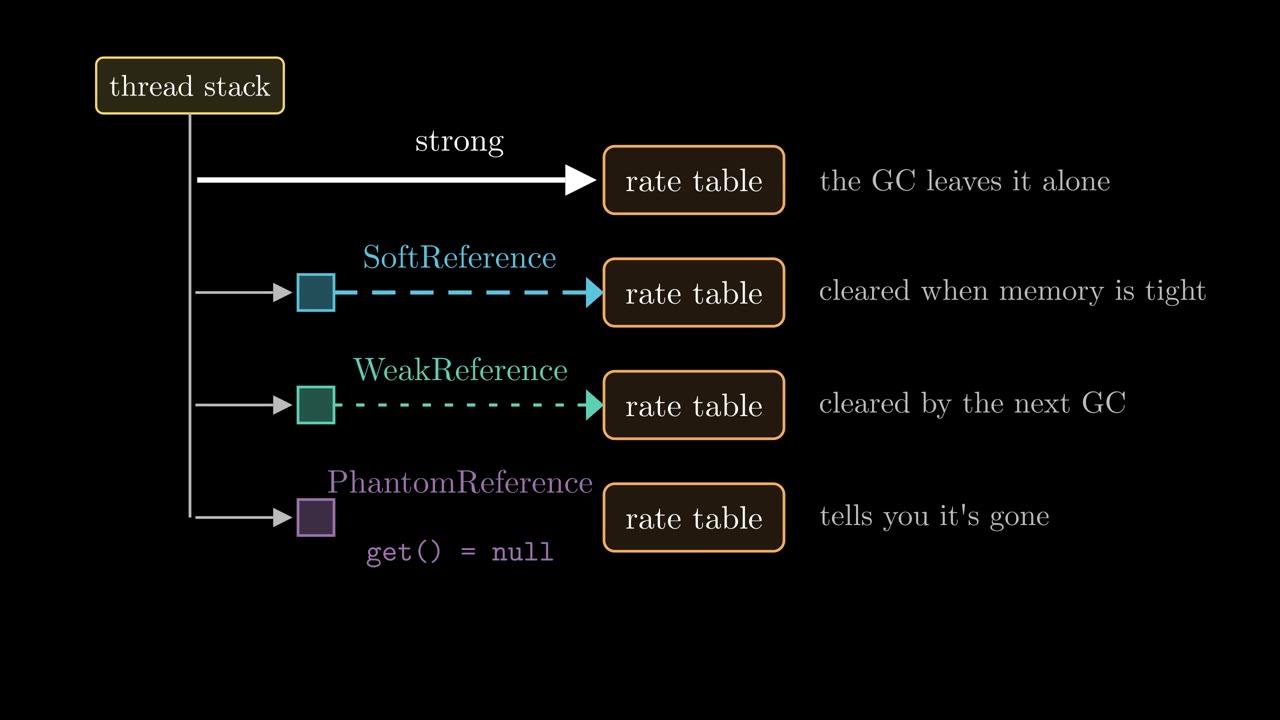 thread stack
strong
rate table
the GC leaves it alone
SoftReference
rate table
cleared when memory is tight
WeakReference
rate table
cleared by the next GC
PhantomReference
rate table
tells you it's gone
get() = null